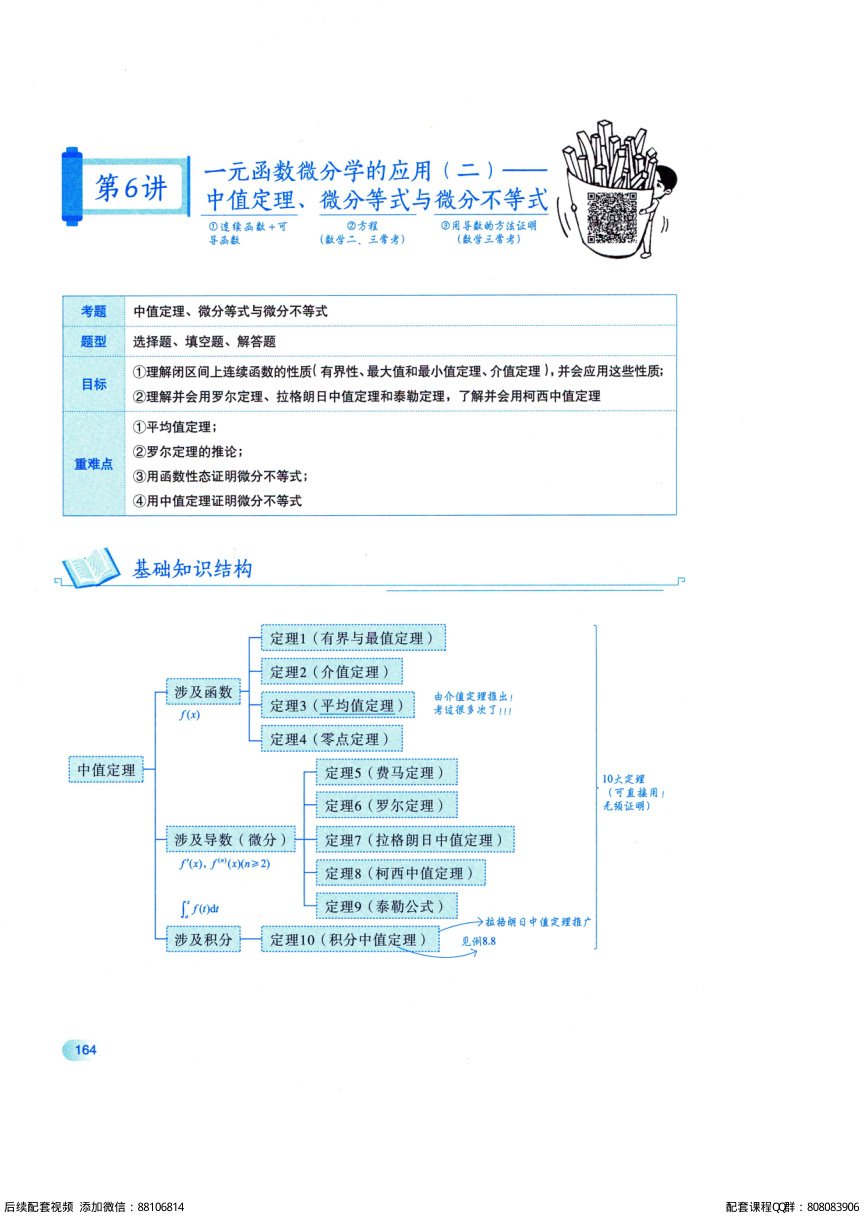 第6讲
一元函数微分学的应用（二）——
中值定理、微分等式与微分不等式
①连续函数+可
导函数
②方程
(数学二、三常考)
③用导数的方法证明
(数学三常考)
考题 中值定理、微分等式与微分不等式
题型 选择题、填空题、解答题
目标 ①理解闭区间上连续函数的性质(有界性、最大值和最小值定理、介值定理),并会应用这些性质;
②理解并会用罗尔定理、拉格朗日中值定理和泰勒定理，了解并会用柯西中值定理
重难点 ①平均值定理;
②罗尔定理的推论;
③用函数性态证明微分不等式;
④用中值定理证明微分不等式
基础知识结构
中值定理
涉及函数
f(x)
定理1（有界与最值定理）
定理2（介值定理）
定理3（平均值定理）
由介值定理推出!
考过很多次了!!!
定理4（零点定理）
涉及导数（微分）
f'(x), f⁽ⁿ⁾(x)(n≥2)
定理5（费马定理）
定理6（罗尔定理）
定理7（拉格朗日中值定理）
定理8（柯西中值定理）
定理9（泰勒公式）
∫ₐˣ f(t)dt
涉及积分
定理10（积分中值定理）
拉格朗日中值定理推广
见例8.8
10大定理
（可直接用!
无须证明）
164
后续配套视频 添加微信：88106814
配套课程QQ群：808083906